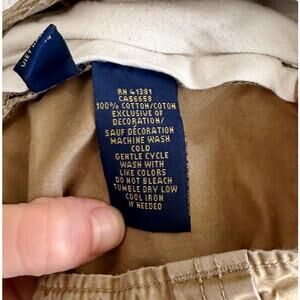 RN 41381
CA56658
100% COTTON/COTON
EXCLUSIVE OF
DECORATION/
SAUF DÉCORATION
MACHINE WASH
COLD
GENTLE CYCLE
WASH WITH
LIKE COLORS
DO NOT BLEACH
TUMBLE DRY LOW
COOL IRON
IF NEEDED